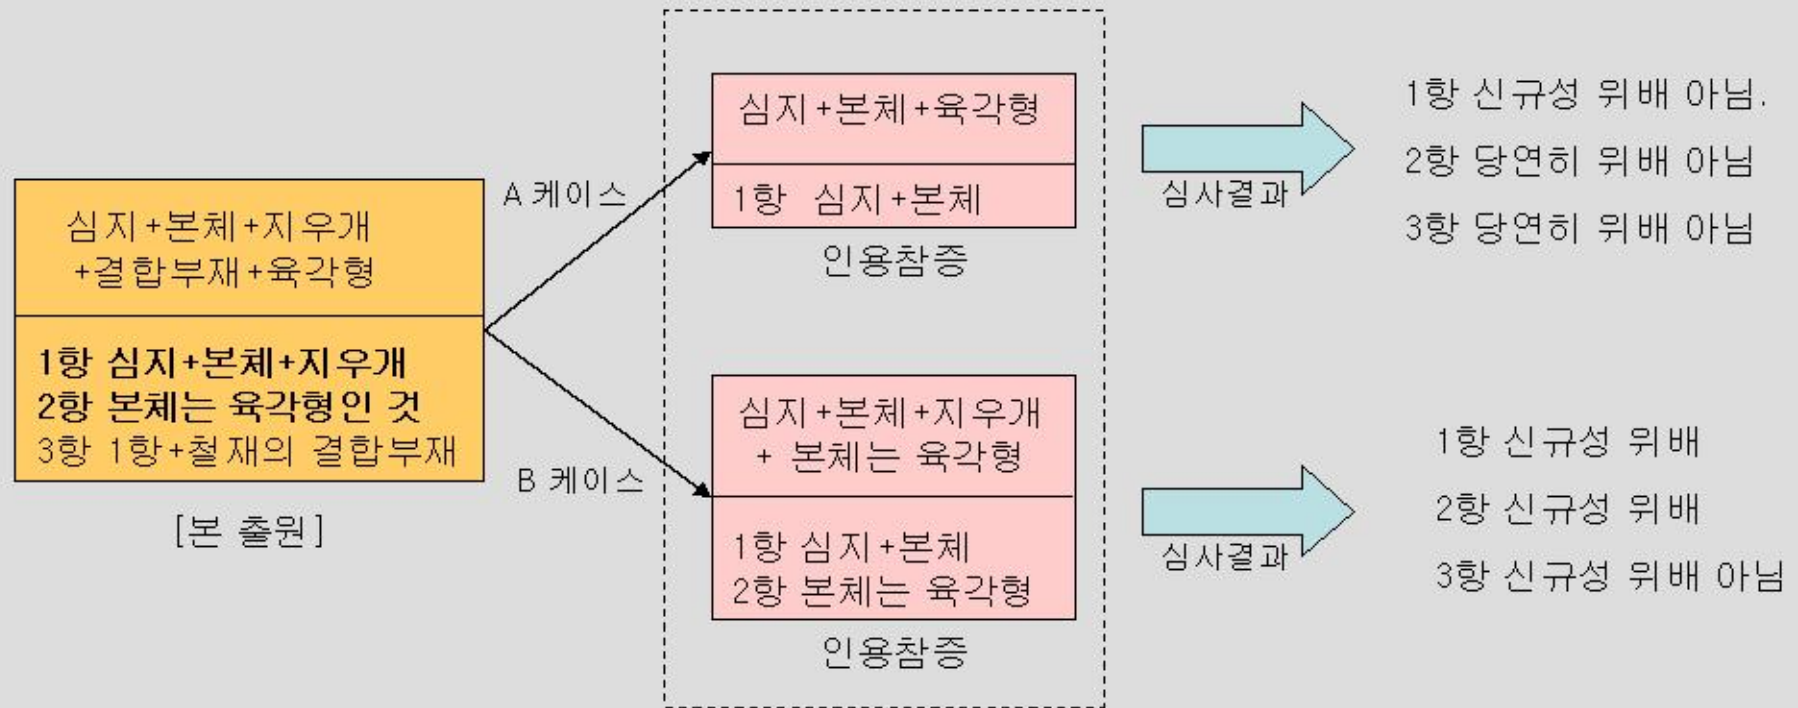 심지+본체+지우개
+결합부재+육각형
1항 심지+본체+지우개
2항 본체는 육각형인 것
3항 1항+철재의 결합부재
[본 출원]
A 케이스
B 케이스
심지+본체+육각형
1항 심지+본체
인용참증
심지+본체+지우개
+ 본체는 육각형
1항 심지+본체
2항 본체는 육각형
인용참증
심사결과
1항 신규성 위배 아님.
2항 당연히 위배 아님
3항 당연히 위배 아님
심사결과
1항 신규성 위배
2항 신규성 위배
3항 신규성 위배 아님